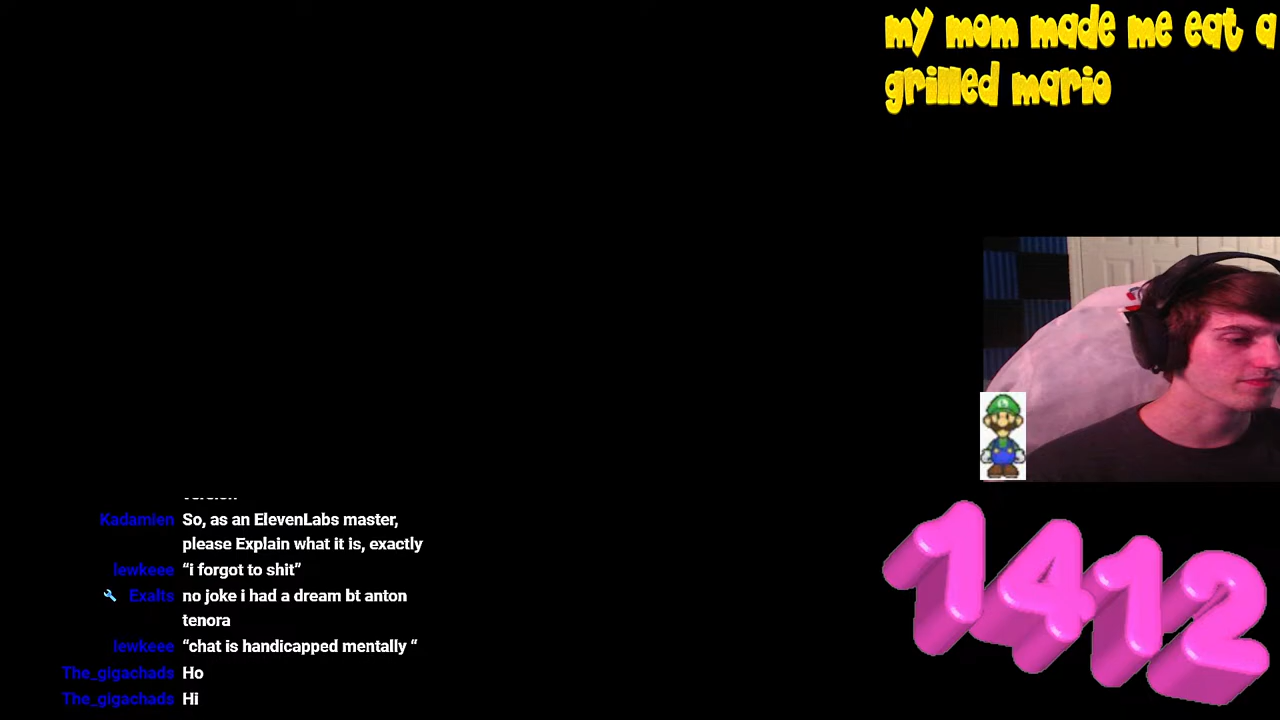 my mom made me eat a
grilled mario
Kadamien So, as an ElevenLabs master,
please Explain what it is, exactly
lewkeee “i forgot to shit”
Exalts no joke i had a dream bt anton
tenora
lewkeee “chat is handicapped mentally “
The_gigachads Ho
The_gigachads Hi
1412